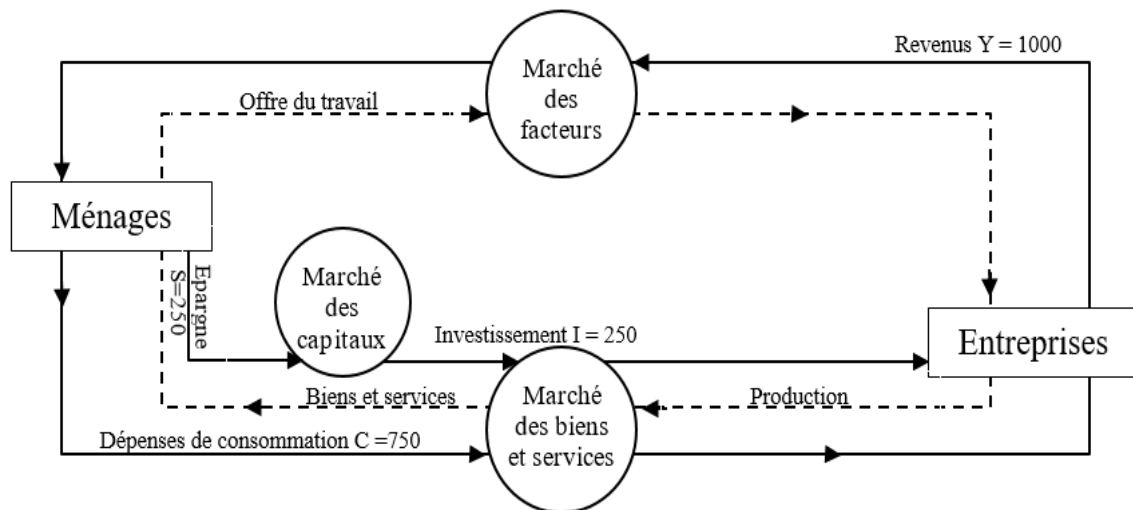 Revenus Y = 1000
Marché
des
facteurs
Offre du travail
Ménages
Epargne
S=250
Marché
des
capitaux
Investissement I = 250
Entreprises
Biens et services
Production
Marché
des biens
et services
Dépenses de consommation C =750